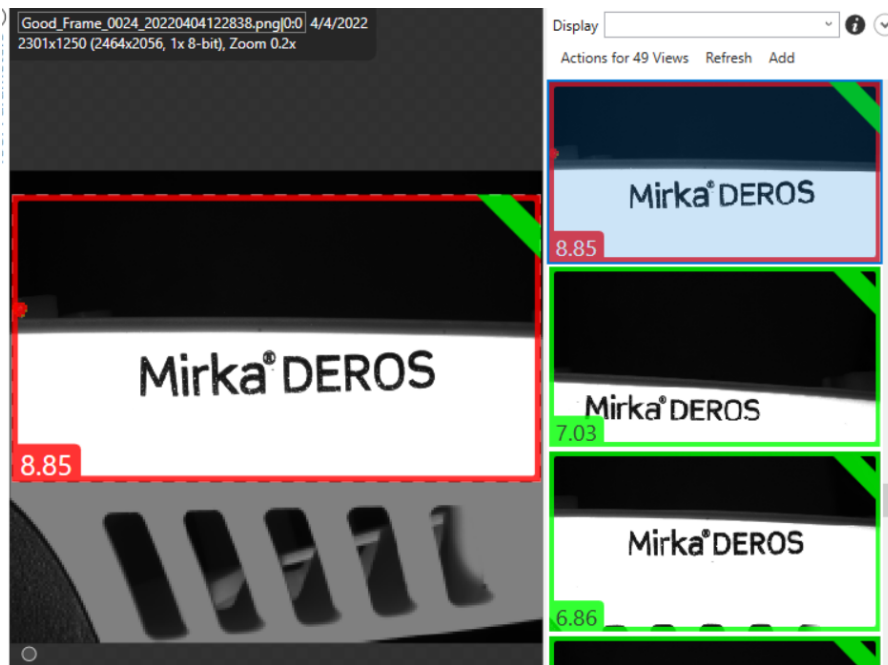 Good_Frame_0024_20220404122838.png|0:0 4/4/2022
2301x1250 (2464x2056, 1x 8-bit), Zoom 0.2x
Mirka® DEROS
8.85
Display
Actions for 49 Views Refresh Add
Mirka® DEROS
8.85
Mirka® DEROS
7.03
Mirka® DEROS
6.86